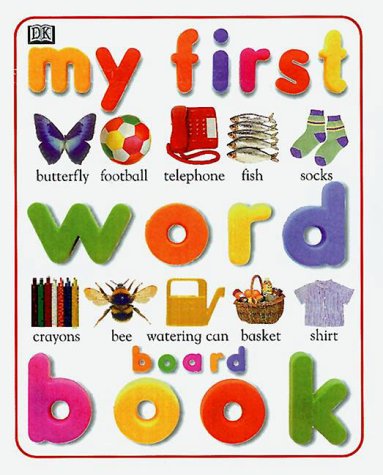 DK
my first
butterfly football telephone fish socks
word
crayons bee watering can basket shirt
board
book